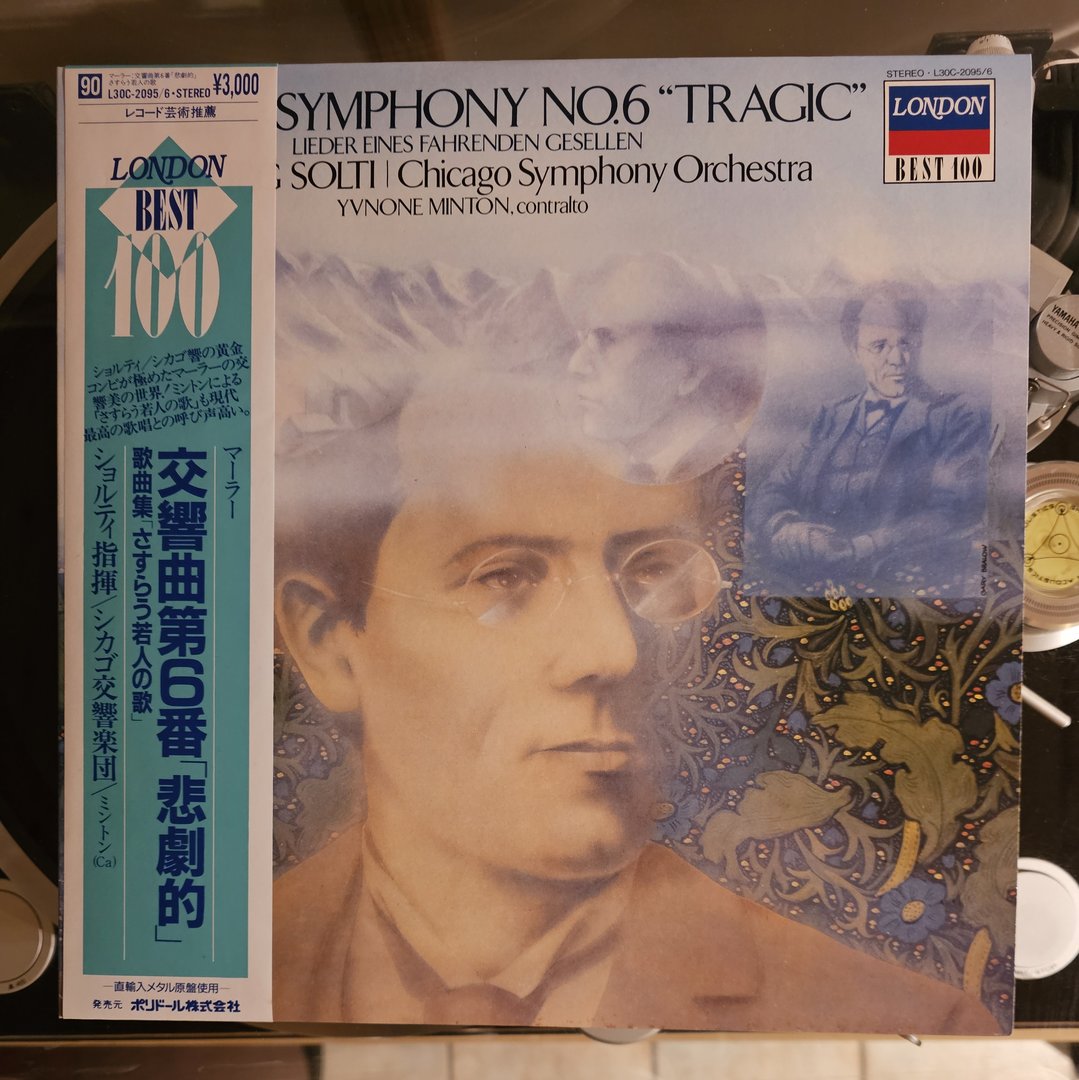 90
マーラー：交響曲第6番「悲劇的」
さすらう若人の歌
L30C-2095/6・STEREO ¥3,000
レコード芸術推薦
LONDON
BEST
100
ショルティ/シカゴ響の黄金
コンビが極めたマーラーの交
響美の世界!ミントンによる
「さすらう若人の歌」も現代
最高の歌唱との呼び声高い。
マーラー
交響曲第6番「悲劇的」
歌曲集「さすらう若人の歌」
ショルティ指揮/シカゴ交響楽団/ミントン(Ca)
直輸入メタル原盤使用
発売元 ポリドール株式会社
SYMPHONY NO.6 “TRAGIC”
LIEDER EINES FAHRENDEN GESELLEN
G SOLTI | Chicago Symphony Orchestra
YVNONE MINTON, contralto
STEREO・L30C-2095/6
LONDON
BEST 100
GARY BRALOW
YAMAHA
PRECISION
HEAVY & RIGID
ACOUSTIC